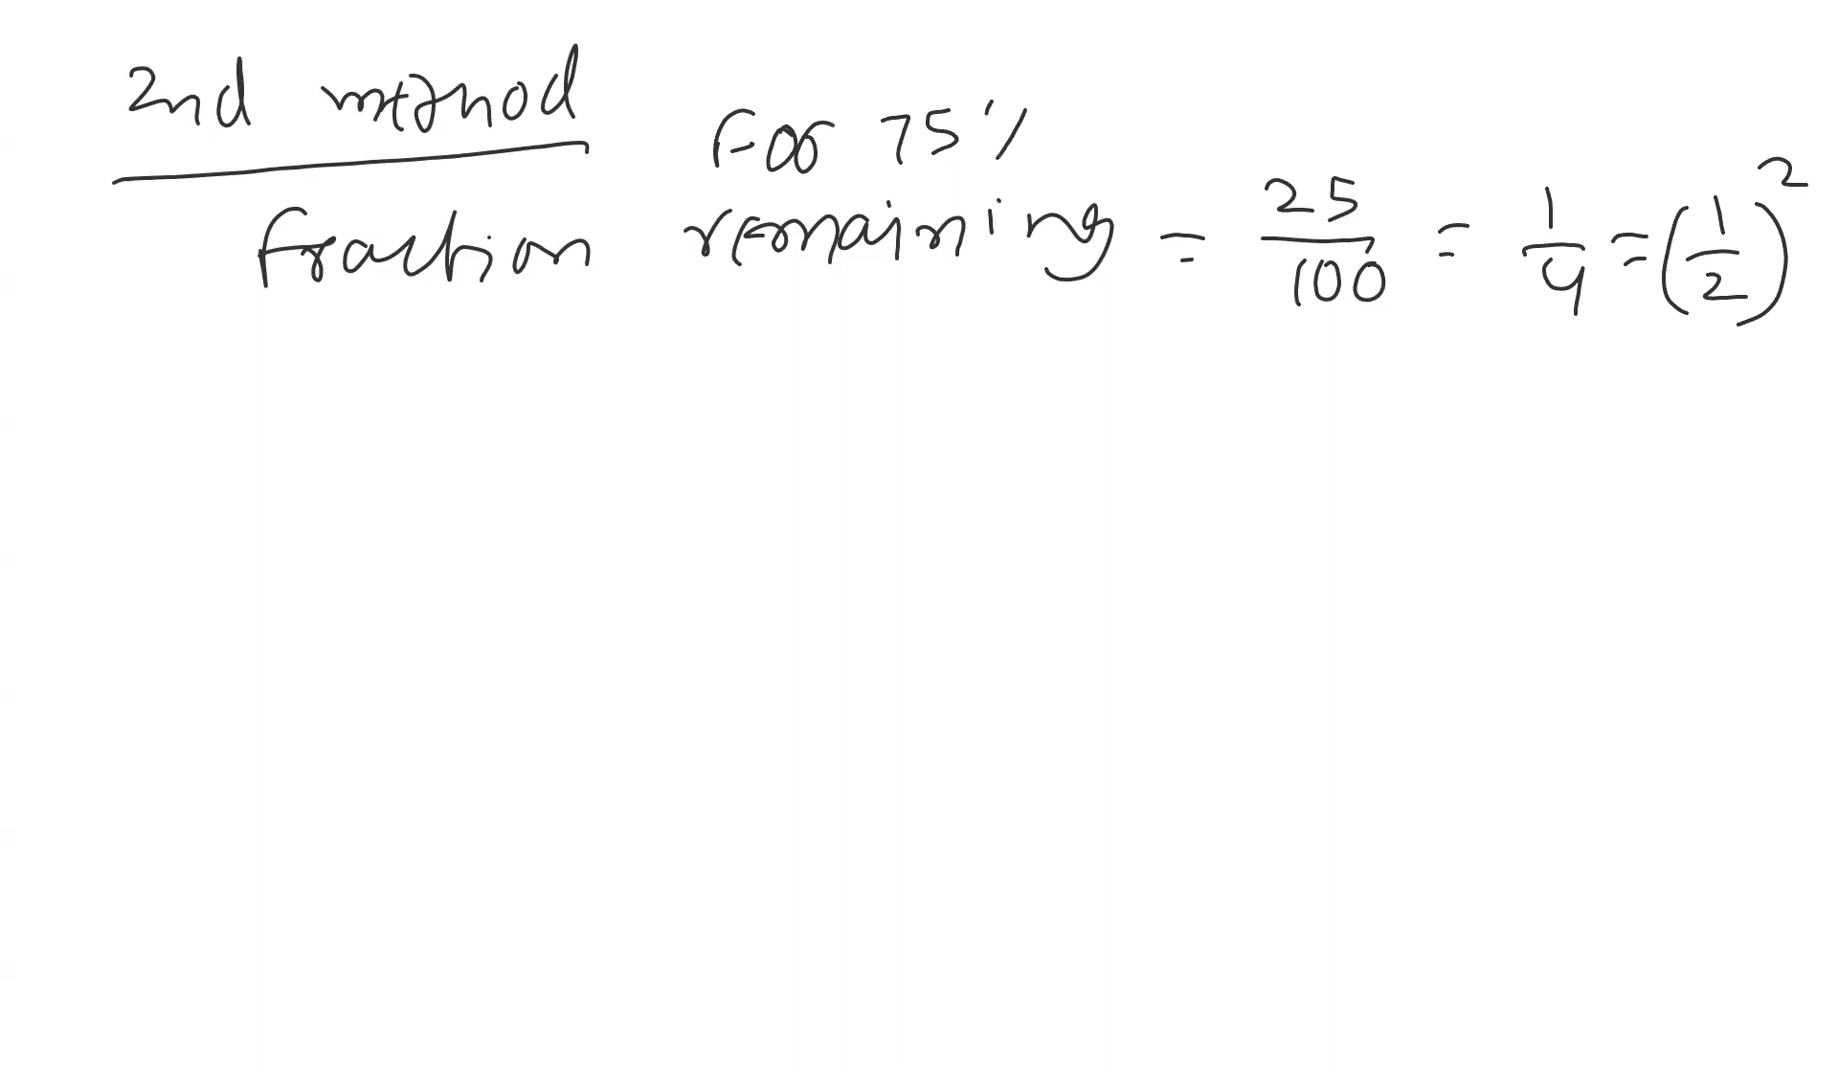 2nd method
For 75%
fraction remaining = 25/100 = 1/4 = (1/2)^2